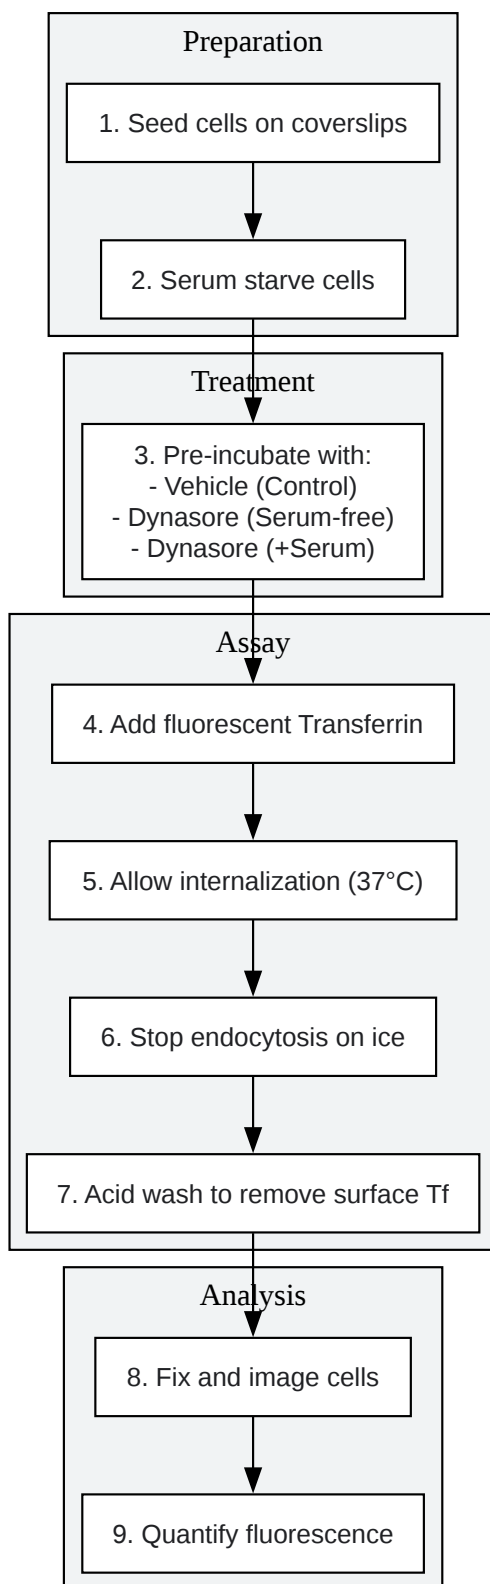 Preparation
1. Seed cells on coverslips
2. Serum starve cells
Treatment
3. Pre-incubate with:
- Vehicle (Control)
- Dynasore (Serum-free)
- Dynasore (+Serum)
Assay
4. Add fluorescent Transferrin
5. Allow internalization (37°C)
6. Stop endocytosis on ice
7. Acid wash to remove surface Tf
Analysis
8. Fix and image cells
9. Quantify fluorescence